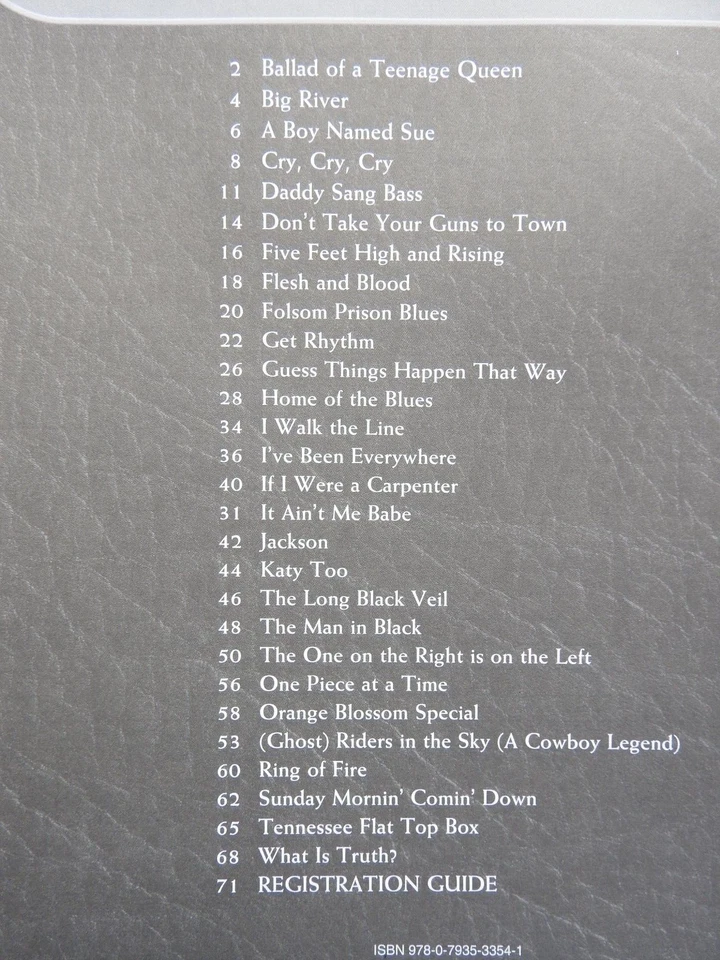 2 Ballad of a Teenage Queen
4 Big River
6 A Boy Named Sue
8 Cry, Cry, Cry
11 Daddy Sang Bass
14 Don't Take Your Guns to Town
16 Five Feet High and Rising
18 Flesh and Blood
20 Folsom Prison Blues
22 Get Rhythm
26 Guess Things Happen That Way
28 Home of the Blues
34 I Walk the Line
36 I've Been Everywhere
40 If I Were a Carpenter
31 It Ain't Me Babe
42 Jackson
44 Katy Too
46 The Long Black Veil
48 The Man in Black
50 The One on the Right is on the Left
56 One Piece at a Time
58 Orange Blossom Special
53 (Ghost) Riders in the Sky (A Cowboy Legend)
60 Ring of Fire
62 Sunday Mornin' Comin' Down
65 Tennessee Flat Top Box
68 What Is Truth?
71 REGISTRATION GUIDE
ISBN 978-0-7935-3354-1